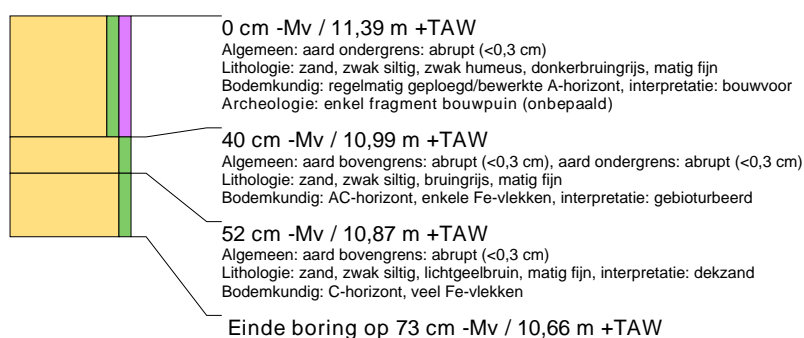 0 cm -Mv / 11,39 m +TAW
Algemeen: aard ondergrens: abrupt (<0,3 cm)
Lithologie: zand, zwak siltig, zwak humeus, donkerbruingrijs, matig fijn
Bodemkundig: regelmatig geploegd/bewerkte A-horizont, interpretatie: bouwvoor
Archeologie: enkel fragment bouwpuin (onbepaald)
40 cm -Mv / 10,99 m +TAW
Algemeen: aard bovengrens: abrupt (<0,3 cm), aard ondergrens: abrupt (<0,3 cm)
Lithologie: zand, zwak siltig, bruingrijs, matig fijn
Bodemkundig: AC-horizont, enkele Fe-vlekken, interpretatie: gebioturbeerd
52 cm -Mv / 10,87 m +TAW
Algemeen: aard bovengrens: abrupt (<0,3 cm)
Lithologie: zand, zwak siltig, lichtgeelbruin, matig fijn, interpretatie: dekzand
Bodemkundig: C-horizont, veel Fe-vlekken
Einde boring op 73 cm -Mv / 10,66 m +TAW